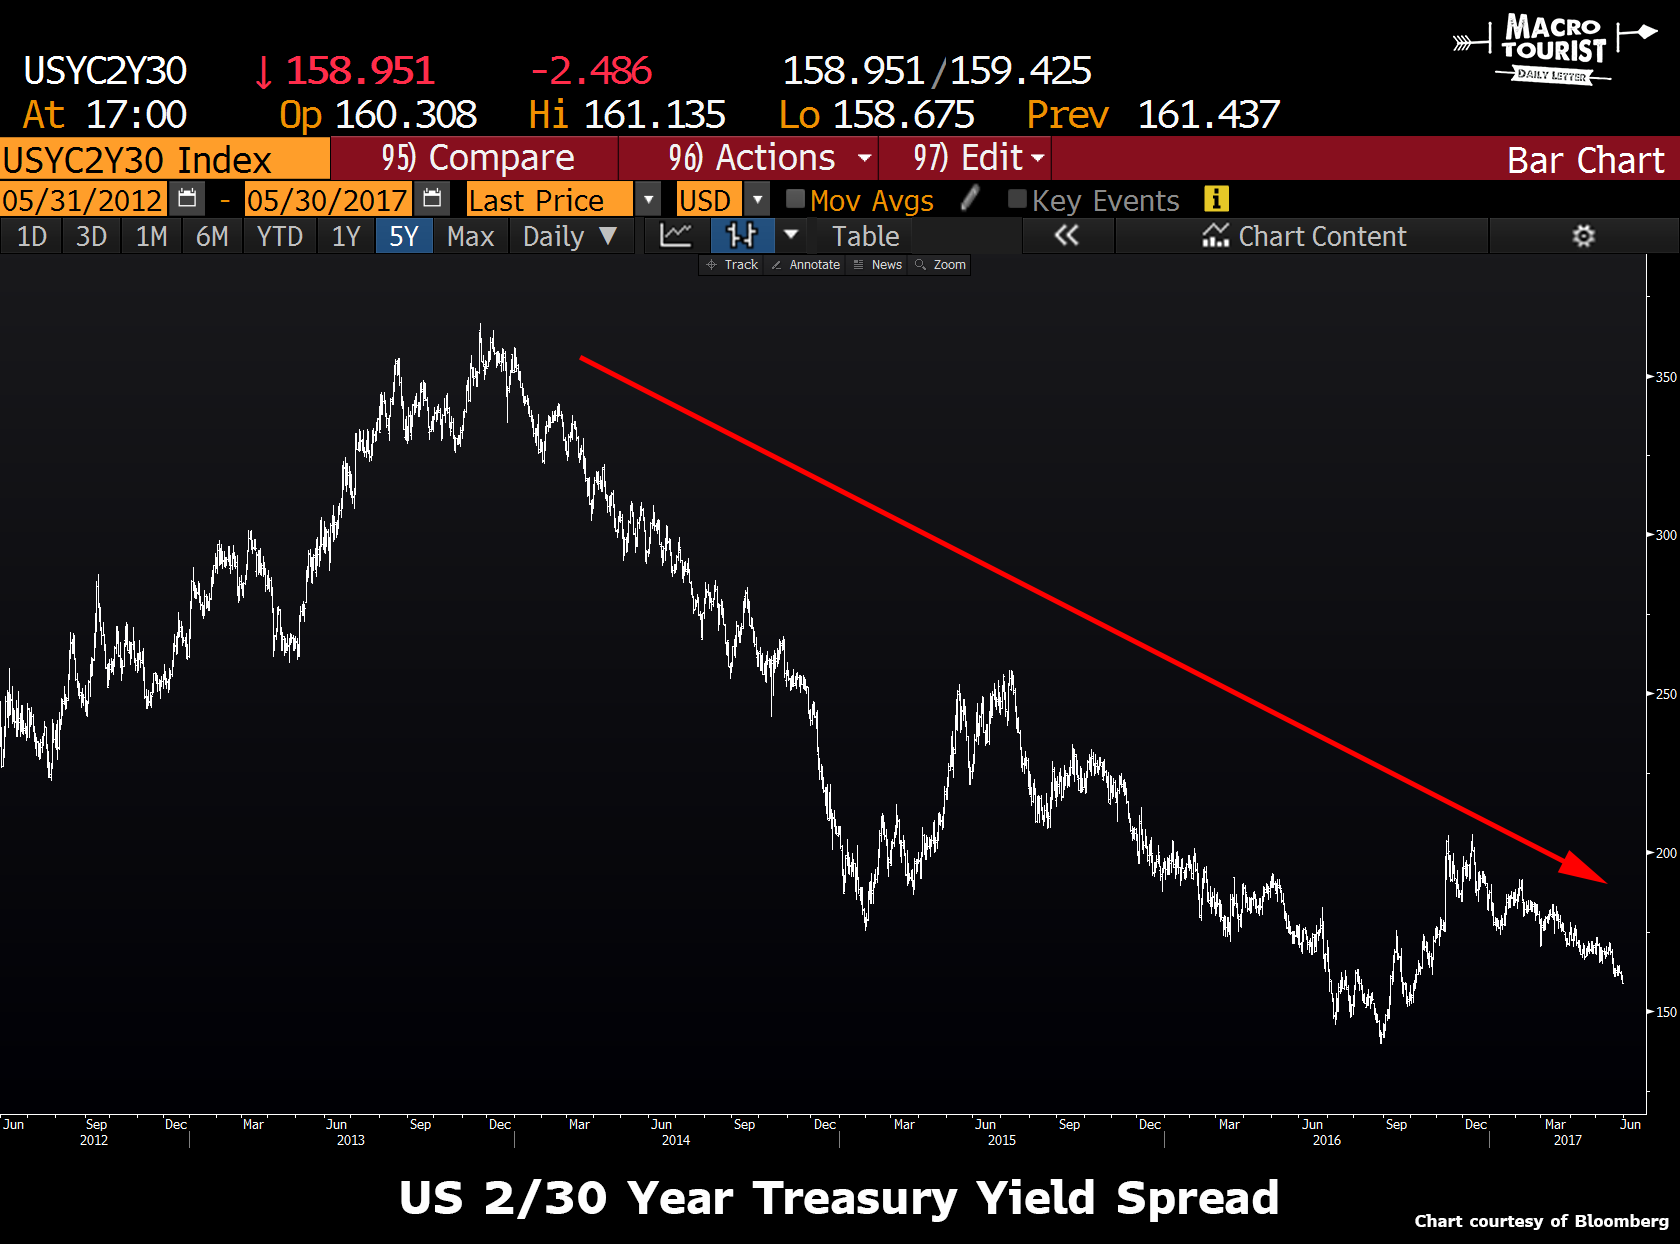 MACRO
TOURIST
DAILY LETTER
USYC2Y30 ↓ 158.951 -2.486 158.951/159.425
At 17:00 Op 160.308 Hi 161.135 Lo 158.675 Prev 161.437
USYC2Y30 Index 95) Compare 96) Actions 97) Edit Bar Chart
05/31/2012 - 05/30/2017 Last Price USD Mov Avgs Key Events i
1D 3D 1M 6M YTD 1Y 5Y Max Daily ▼ Table « Chart Content
Track Annotate News Zoom
350
300
250
200
150
Jun Sep Dec Mar Jun Sep Dec Mar Jun Sep Dec Mar Jun Sep Dec Mar Jun Sep Dec Mar Jun
2012 2013 2014 2015 2016 2017
US 2/30 Year Treasury Yield Spread
Chart courtesy of Bloomberg